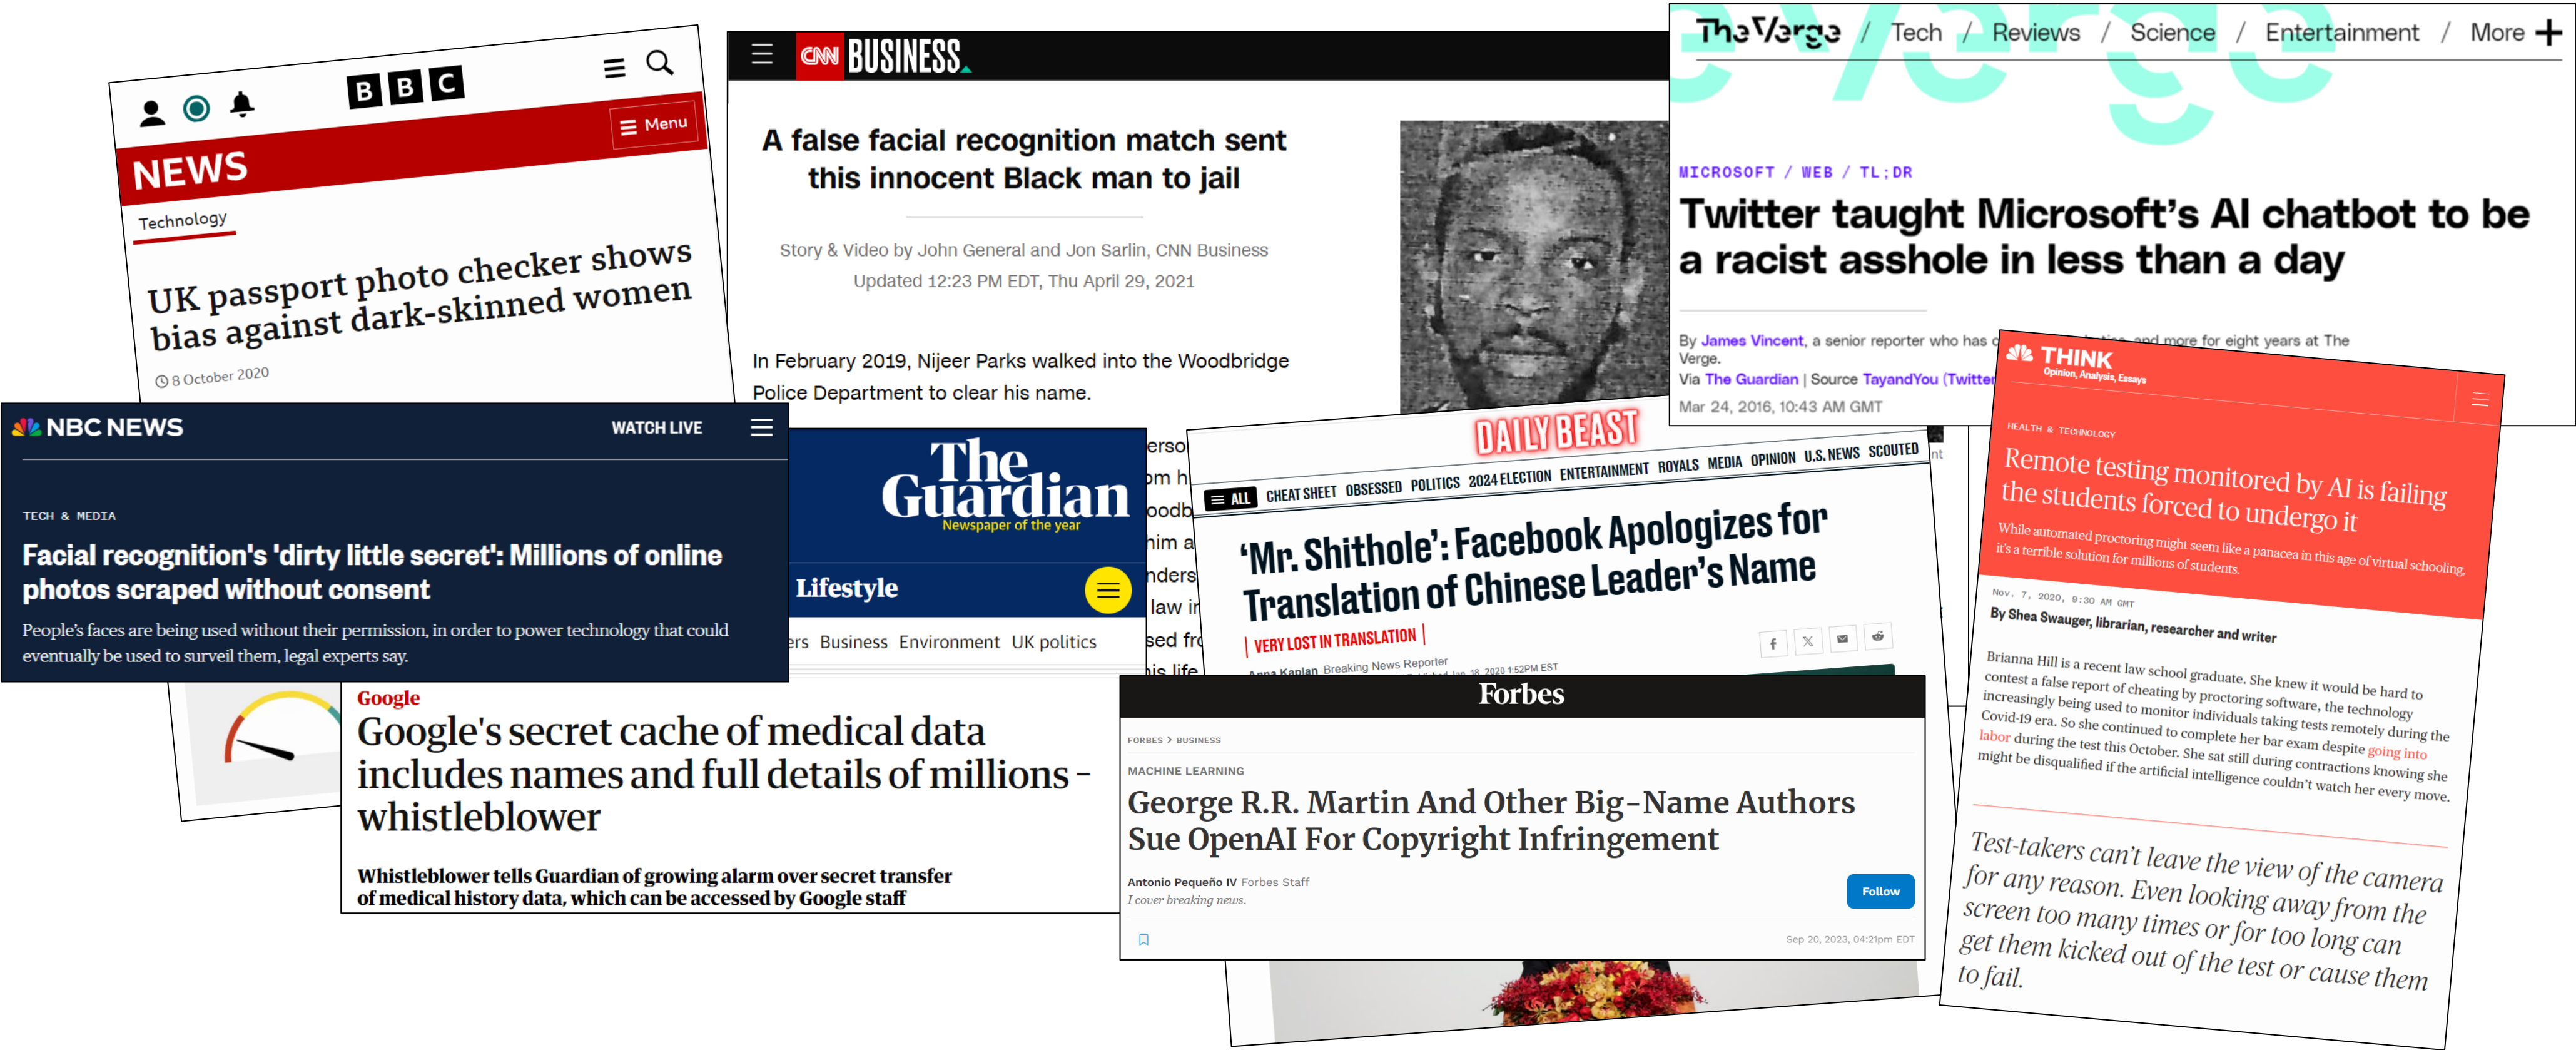 BBC
Menu
NEWS
Technology
UK passport photo checker shows
bias against dark-skinned women
8 October 2020
CNN BUSINESS
A false facial recognition match sent
this innocent Black man to jail
Story & Video by John General and Jon Sarlin, CNN Business
Updated 12:23 PM EDT, Thu April 29, 2021
In February 2019, Nijeer Parks walked into the Woodbridge
Police Department to clear his name.
TheVerge / Tech / Reviews / Science / Entertainment / More
MICROSOFT / WEB / TL;DR
Twitter taught Microsoft's AI chatbot to be
a racist asshole in less than a day
By James Vincent, a senior reporter who has and more for eight years at The
Verge.
Via The Guardian | Source TayandYou (Twitter
Mar 24, 2016, 10:43 AM GMT
NBC NEWS
WATCH LIVE
TECH & MEDIA
Facial recognition's 'dirty little secret': Millions of online
photos scraped without consent
People's faces are being used without their permission, in order to power technology that could
eventually be used to surveil them, legal experts say.
The
Guardian
Newspaper of the year
Lifestyle
ers Business Environment UK politics
Google
Google's secret cache of medical data
includes names and full details of millions –
whistleblower
Whistleblower tells Guardian of growing alarm over secret transfer
of medical history data, which can be accessed by Google staff
DAILY BEAST
ALL CHEAT SHEET OBSESSED POLITICS 2024 ELECTION ENTERTAINMENT ROYALS MEDIA OPINION U.S. NEWS SCOUTED
'Mr. Shithole': Facebook Apologizes for
Translation of Chinese Leader's Name
VERY LOST IN TRANSLATION
Anna Kaplan Breaking News Reporter
Published Jan. 18, 2020 1:52PM EST
Forbes
FORBES > BUSINESS
MACHINE LEARNING
George R.R. Martin And Other Big-Name Authors
Sue OpenAI For Copyright Infringement
Antonio Pequeño IV Forbes Staff
I cover breaking news.
Follow
Sep 20, 2023, 04:21pm EDT
THINK
Opinion, Analysis, Essays
HEALTH & TECHNOLOGY
Remote testing monitored by AI is failing
the students forced to undergo it
While automated proctoring might seem like a panacea in this age of virtual schooling,
it's a terrible solution for millions of students.
Nov. 7, 2020, 9:30 AM GMT
By Shea Swauger, librarian, researcher and writer
Brianna Hill is a recent law school graduate. She knew it would be hard to
contest a false report of cheating by proctoring software, the technology
increasingly being used to monitor individuals taking tests remotely during the
Covid-19 era. So she continued to complete her bar exam despite going into
labor during the test this October. She sat still during contractions knowing she
might be disqualified if the artificial intelligence couldn't watch her every move.
Test-takers can't leave the view of the camera
for any reason. Even looking away from the
screen too many times or for too long can
get them kicked out of the test or cause them
to fail.